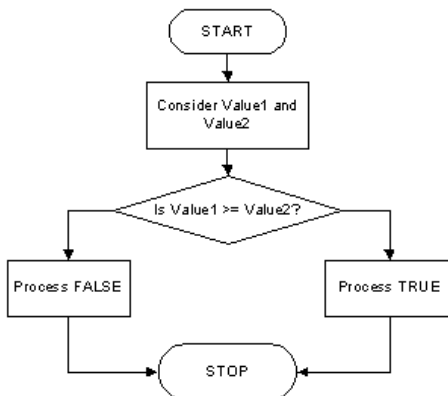 START
Consider Value1 and
Value2
Is Value1 >= Value2?
Process FALSE
Process TRUE
STOP